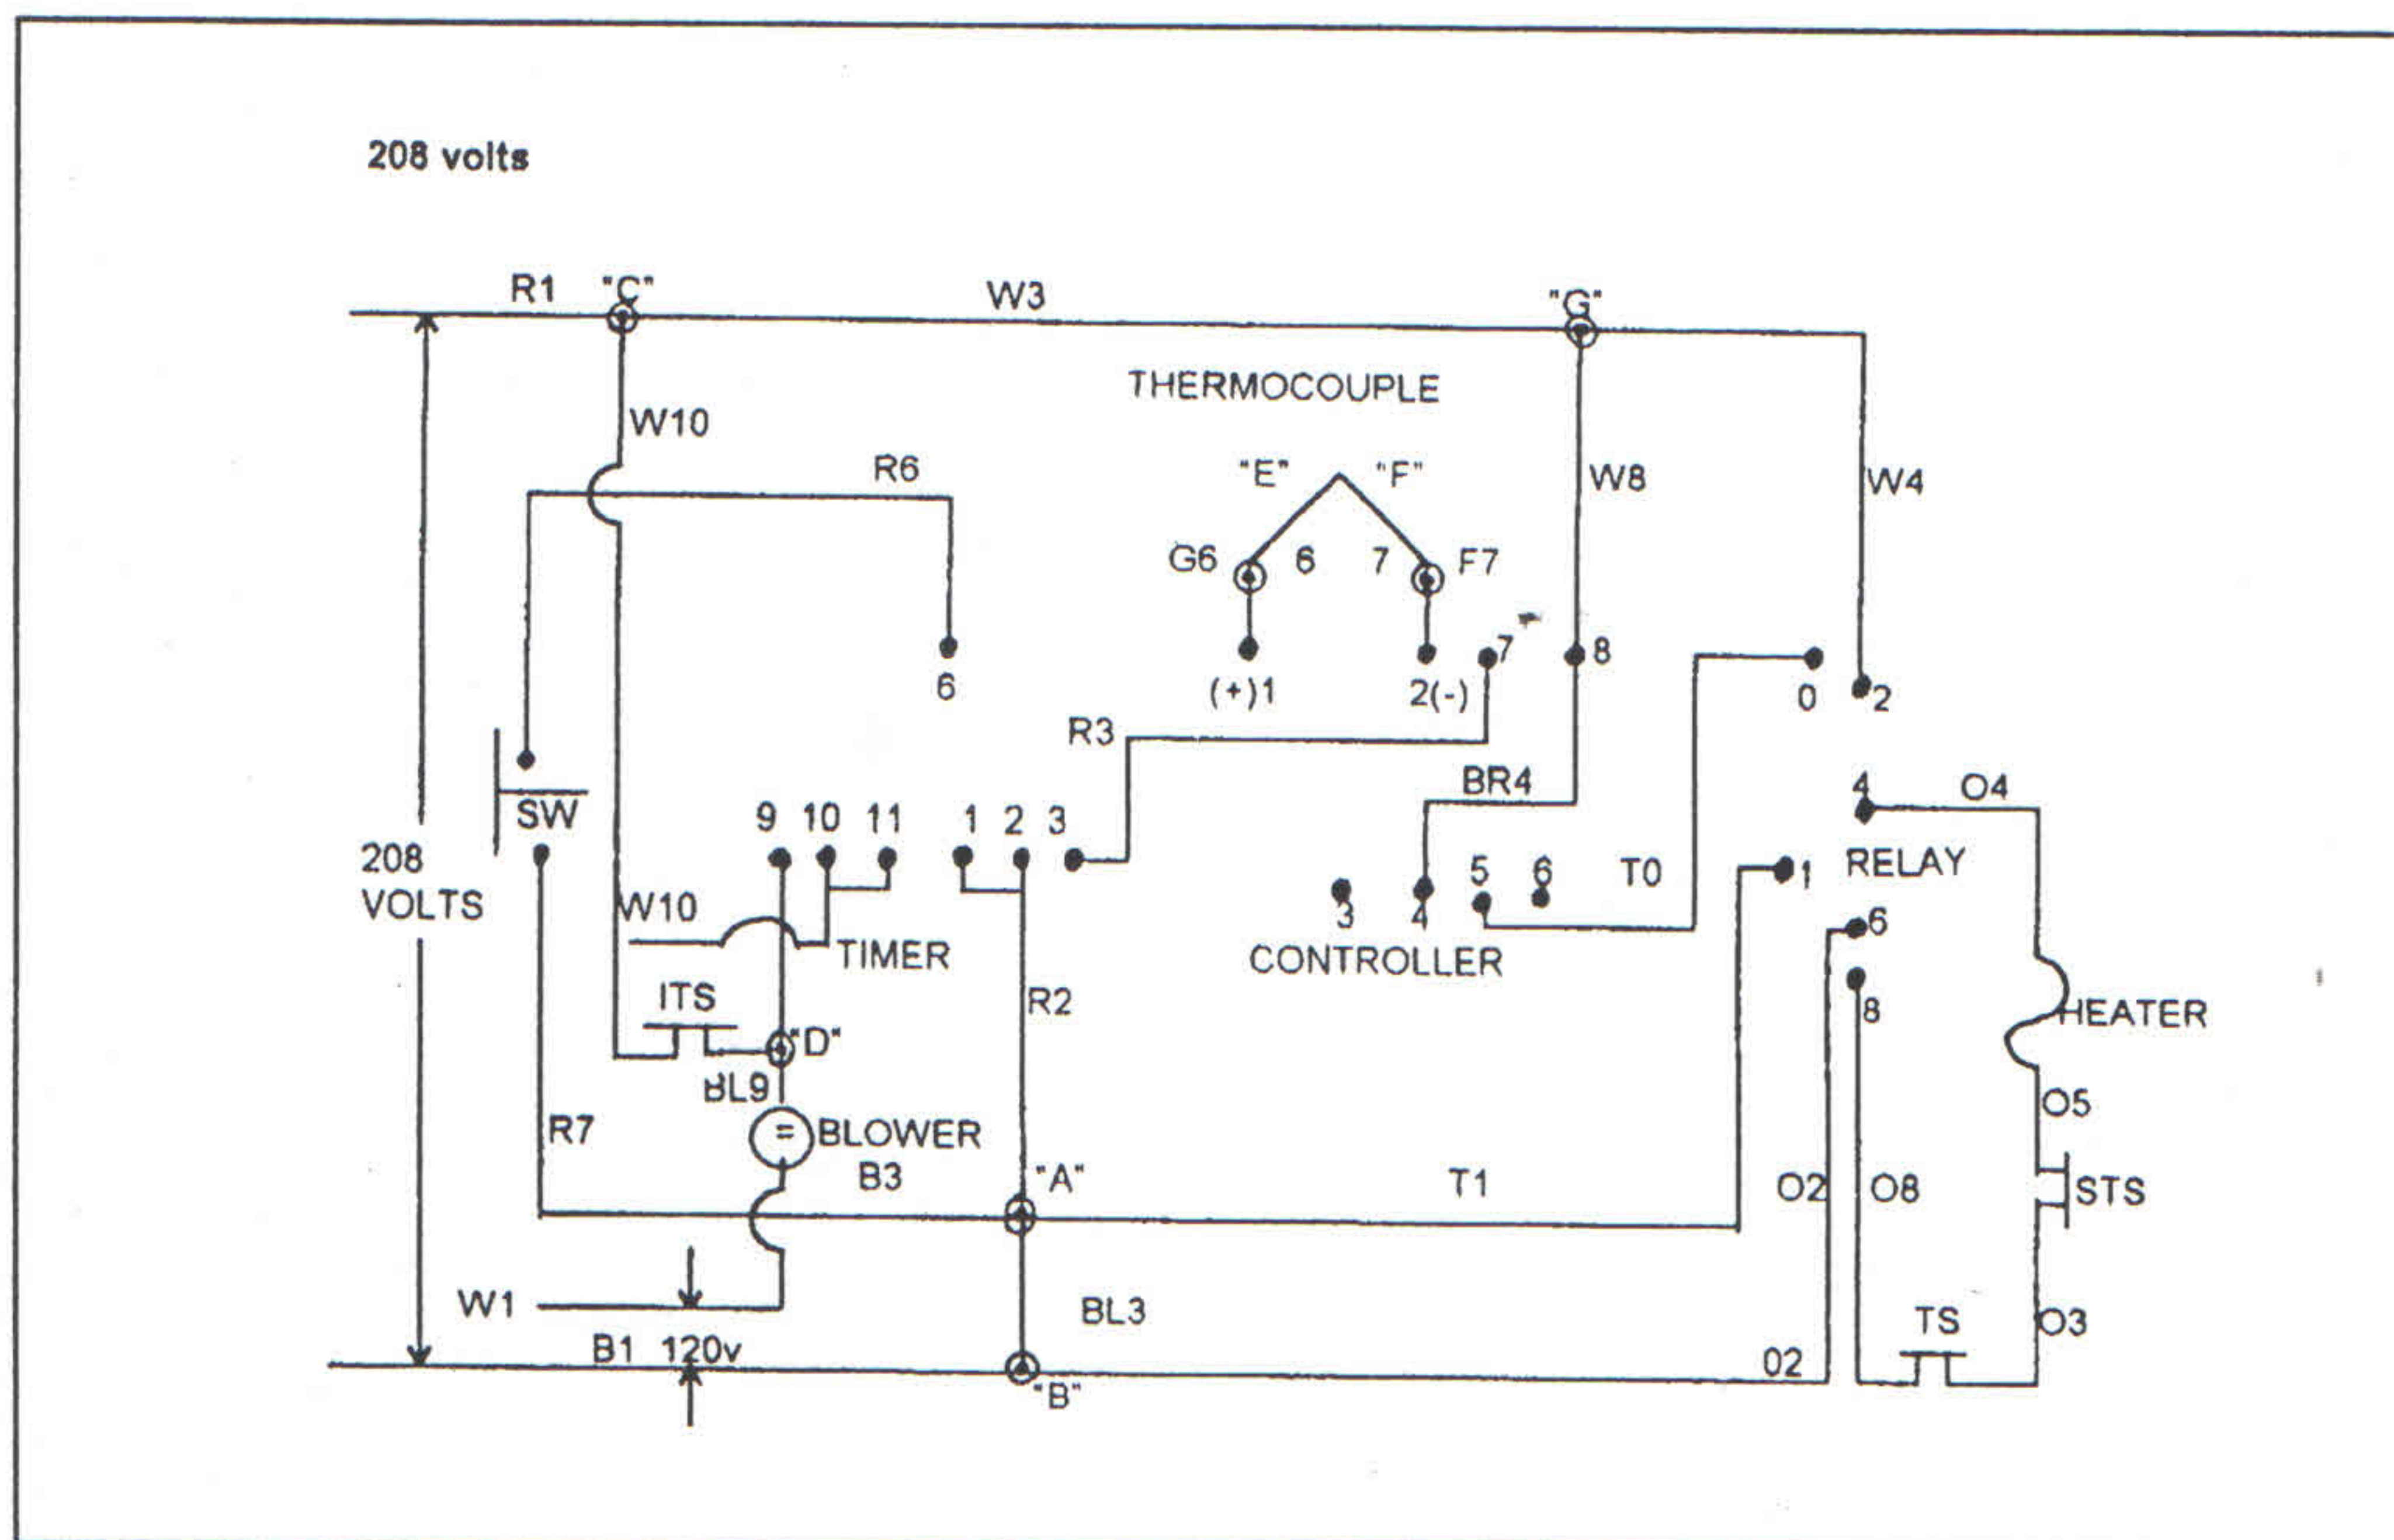 208 volts
R1 "C" W3 "G"
THERMOCOUPLE
W10
R6 "E" "F" W8 W4
G6 6 7 F7
7 8
6 (+)1 2(-) 0 2
R3
BR4 4 O4
SW 9 10 11 1 2 3
208
VOLTS
5 6 T0 1 RELAY
W10 3 4 6
TIMER CONTROLLER
ITS R2 8 HEATER
"D"
BL9
R7 BLOWER O5
B3 "A" T1 O2 O8 STS
W1 BL3 TS O3
B1 120v 02
"B"